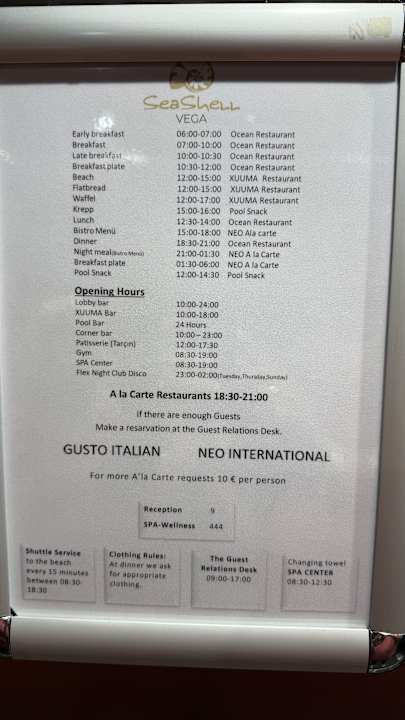 SeaShell
VEGA
Early breakfast 06:00-07:00 Ocean Restaurant
Breakfast 07:00-10:00 Ocean Restaurant
Late breakfast 10:00-10:30 Ocean Restaurant
Breakfast plate 10:30-12:00 Ocean Restaurant
Beach 12:00-15:00 XUUMA Restaurant
Flatbread 12:00-15:00 XUUMA Restaurant
Waffel 12:00-17:00 XUUMA Restaurant
Krepp 15:00-16:00 Pool Snack
Lunch 12:30-14:00 Ocean Restaurant
Bistro Menü 15:00-18:00 NEO Ala carte
Dinner 18:30-21:00 Ocean Restaurant
Night meal(Bistro Menü) 21:00-01:30 NEO A la Carte
Breakfast plate 01:30-06:00 NEO A la Carte
Pool Snack 12:00-14:30 Pool Snack
Opening Hours
Lobby bar 10:00-24:00
XUUMA Bar 10:00-18:00
Pool Bar 24 Hours
Corner bar 10:00–23:00
Patisserie (Tarçın) 12:00-17:30
Gym 08:30-19:00
SPA Center 08:30-19:00
Flex Night Club Disco 23:00-02:00(Tuesday,Thursday,Sunday)
A la Carte Restaurants 18:30-21:00
if there are enough Guests
Make a resarvation at the Guest Relations Desk.
GUSTO ITALIAN NEO INTERNATIONAL
For more A'la Carte requests 10 € per person
Reception 9
SPA-Wellness 444
Shuttle Service
to the beach
every 15 minutes
between 08:30-
18:30
Clothing Rules:
At dinner we ask
for appropriate
clothing.
The Guest
Relations Desk
09:00-17:00
Changing towel
SPA CENTER
08:30-12:30